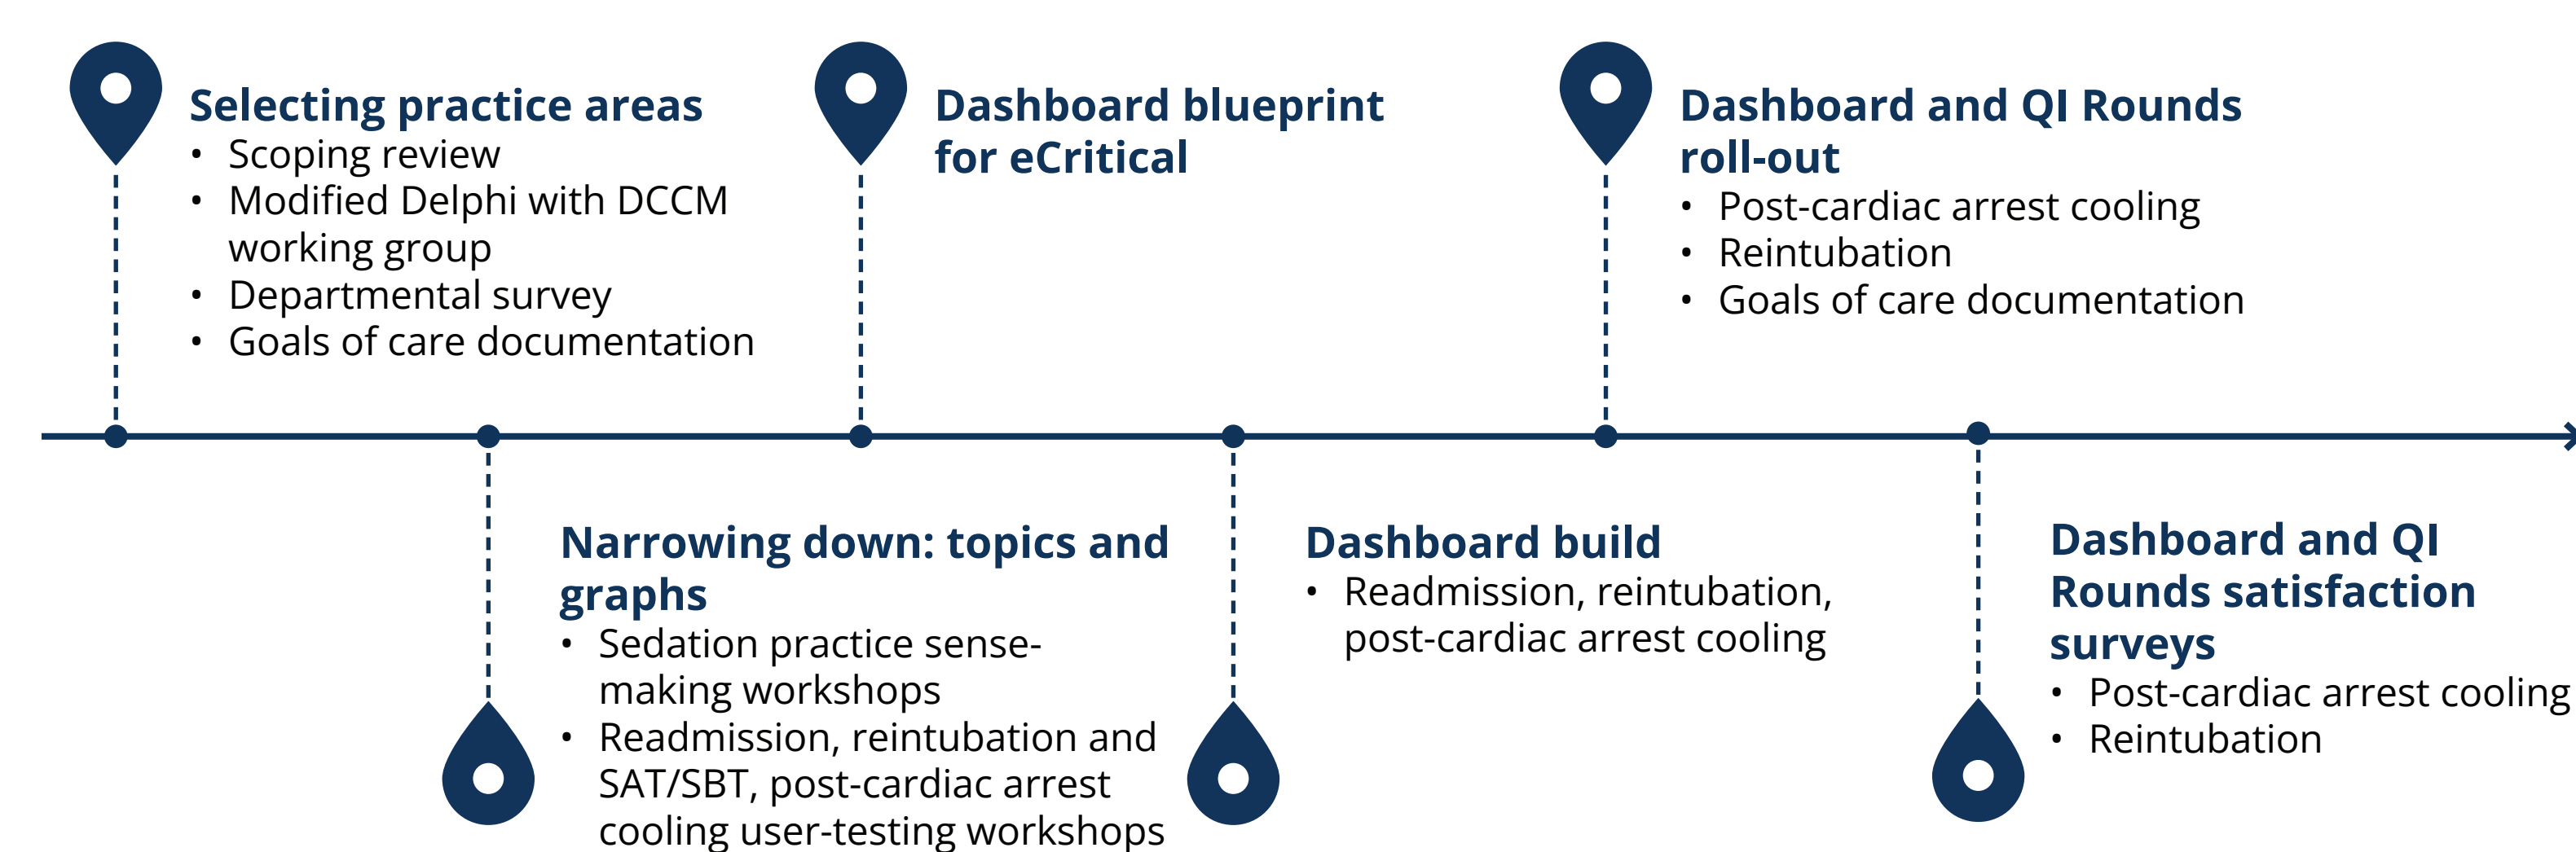 Selecting practice areas
• Scoping review
• Modified Delphi with DCCM
working group
• Departmental survey
• Goals of care documentation
Narrowing down: topics and
graphs
• Sedation practice sense-
making workshops
• Readmission, reintubation and
SAT/SBT, post-cardiac arrest
cooling user-testing workshops
Dashboard blueprint
for eCritical
Dashboard build
• Readmission, reintubation,
post-cardiac arrest cooling
Dashboard and QI Rounds
roll-out
• Post-cardiac arrest cooling
• Reintubation
• Goals of care documentation
Dashboard and QI
Rounds satisfaction
surveys
• Post-cardiac arrest cooling
• Reintubation